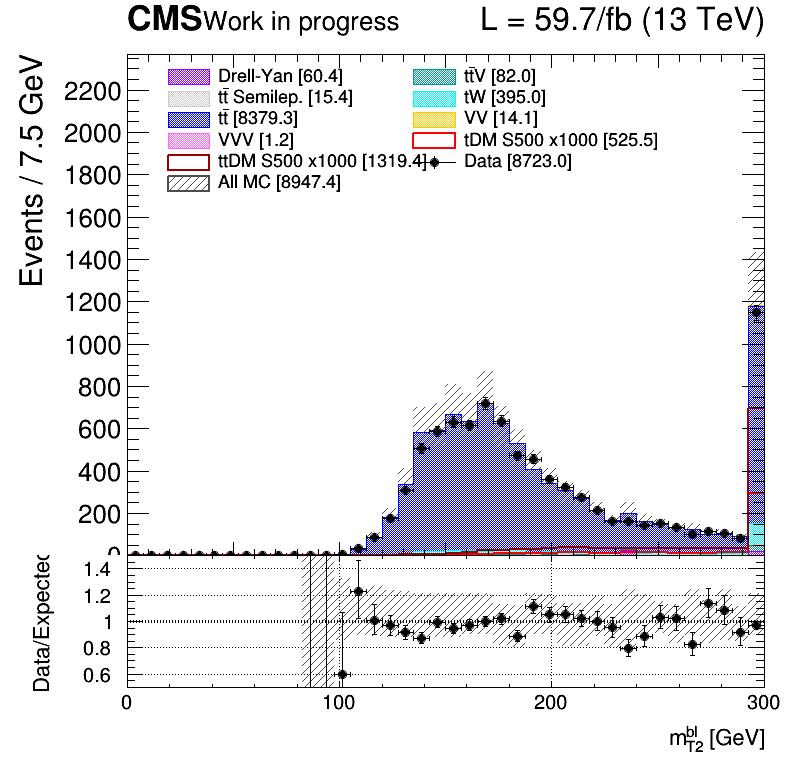 CMS Work in progress L = 59.7/fb (13 TeV)
Events / 7.5 GeV
2200
2000
1800
1600
1400
1200
1000
800
600
400
200
0
Drell-Yan [60.4]
tt̄V [82.0]
tt̄ Semilep. [15.4]
tW [395.0]
tt̄ [8379.3]
VV [14.1]
VVV [1.2]
tDM S500 x1000 [525.5]
ttDM S500 x1000 [1319.4]
Data [8723.0]
All MC [8947.4]
Data/Expected
1.4
1.2
1
0.8
0.6
0 100 200 300
m_{T2}^{bl} [GeV]